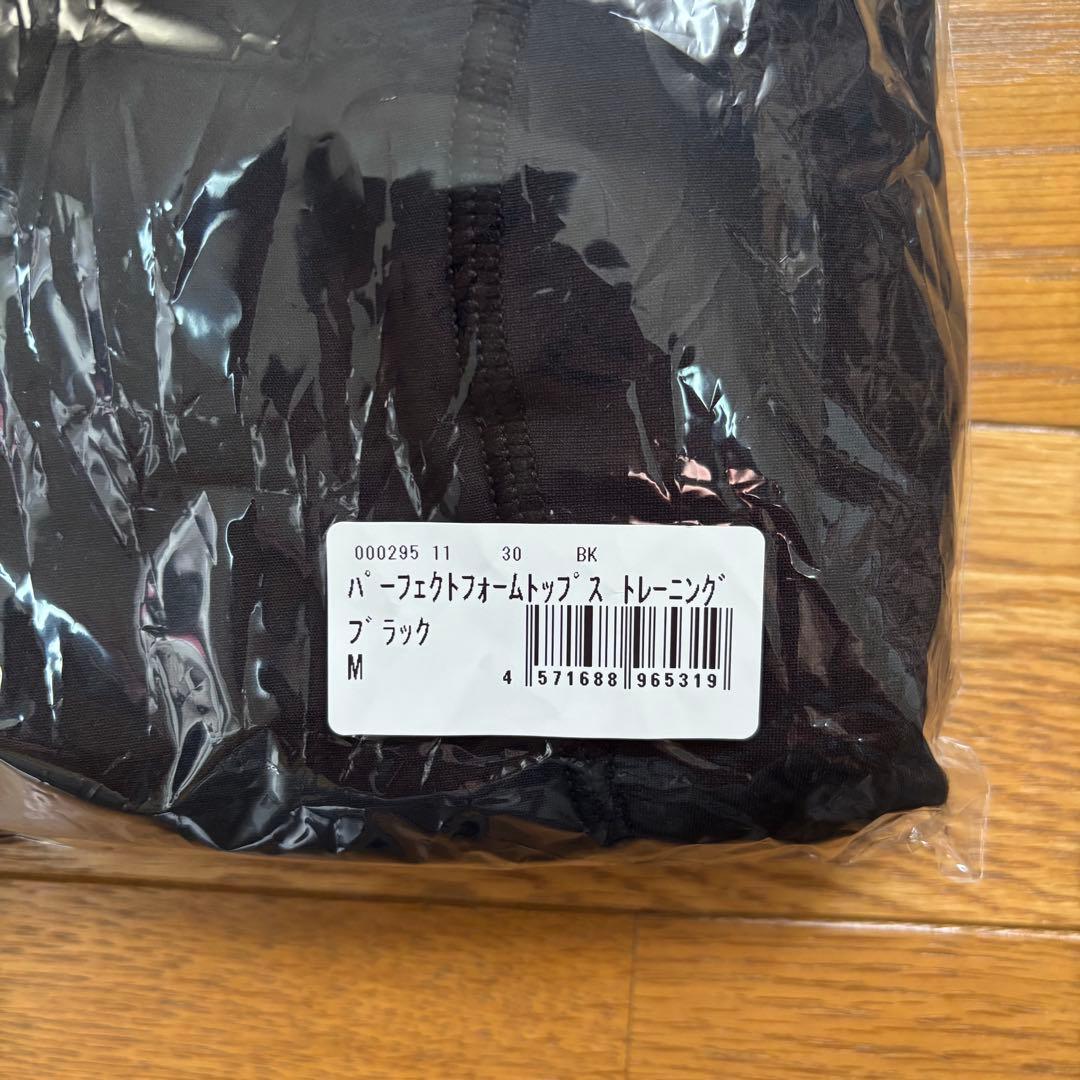 000295 11 30 BK
ﾊﾟｰﾌｪｸﾄﾌｫｰﾑﾄｯﾌﾟｽ ﾄﾚｰﾆﾝｸﾞ
ﾌﾞﾗｯｸ
M
4 571688 965319